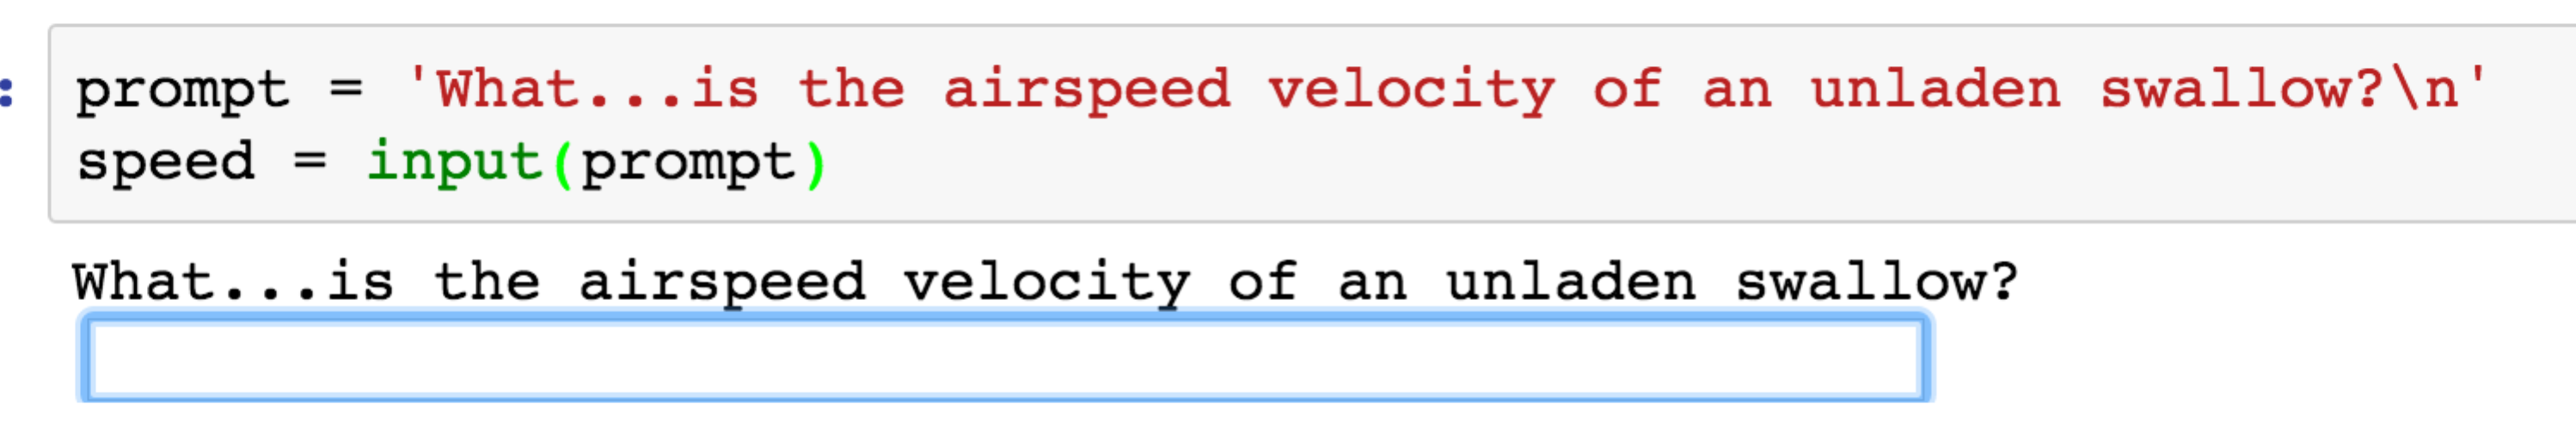 :
prompt = 'What...is the airspeed velocity of an unladen swallow?\n'
speed = input(prompt)
What...is the airspeed velocity of an unladen swallow?